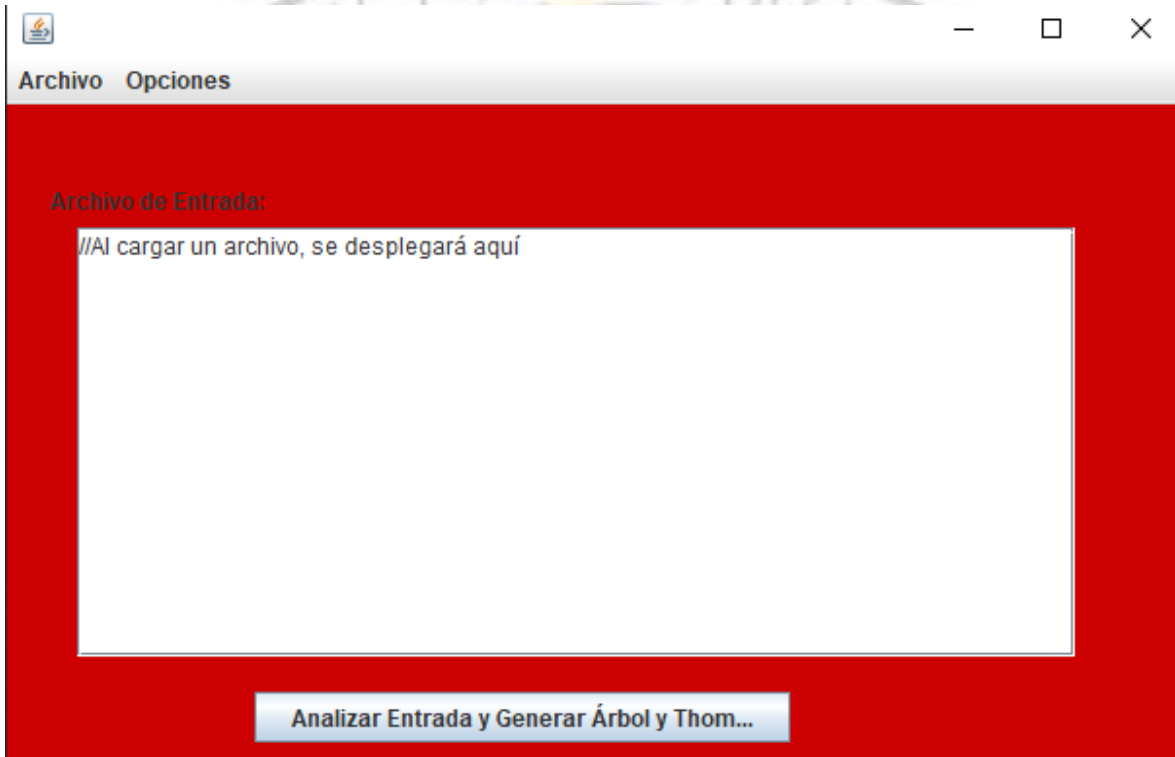 Archivo Opciones
Archivo de Entrada:
//Al cargar un archivo, se desplegará aquí
Analizar Entrada y Generar Árbol y Thom...